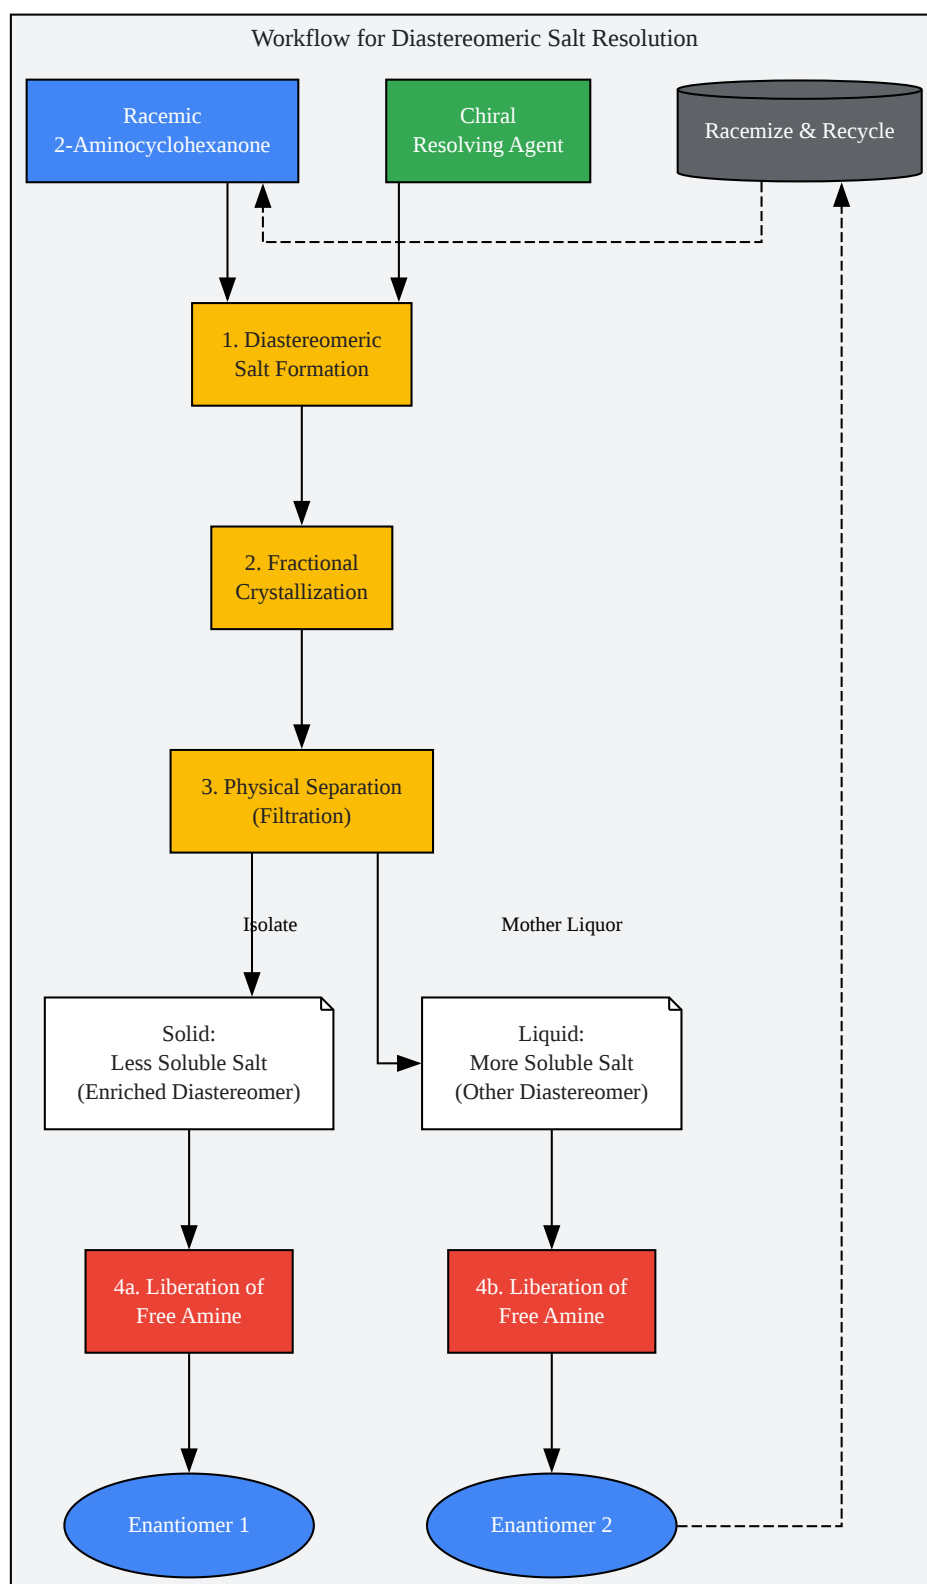 Workflow for Diastereomeric Salt Resolution
Racemic
2-Aminocyclohexanone
Chiral
Resolving Agent
Racemize & Recycle
1. Diastereomeric
Salt Formation
2. Fractional
Crystallization
3. Physical Separation
(Filtration)
Isolate
Mother Liquor
Solid:
Less Soluble Salt
(Enriched Diastereomer)
Liquid:
More Soluble Salt
(Other Diastereomer)
4a. Liberation of
Free Amine
4b. Liberation of
Free Amine
Enantiomer 1
Enantiomer 2